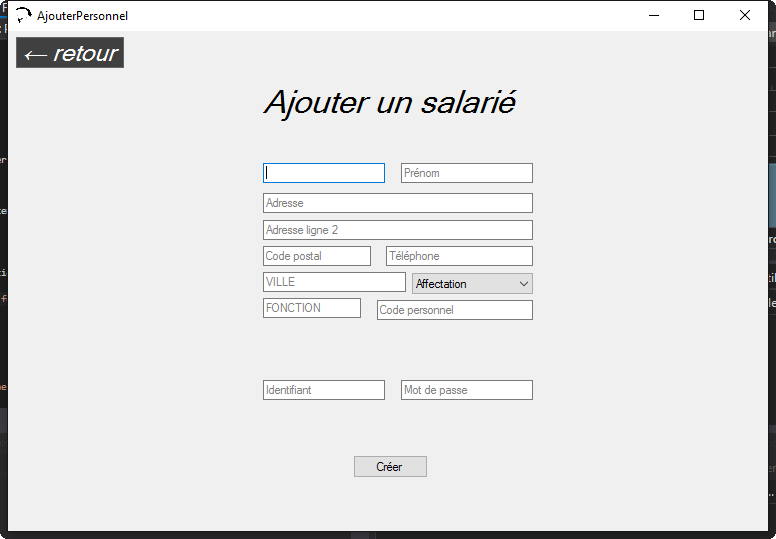 AjouterPersonnel
← retour
Ajouter un salarié
Prénom
Adresse
Adresse ligne 2
Code postal Téléphone
VILLE Affectation
FONCTION Code personnel
Identifiant Mot de passe
Créer